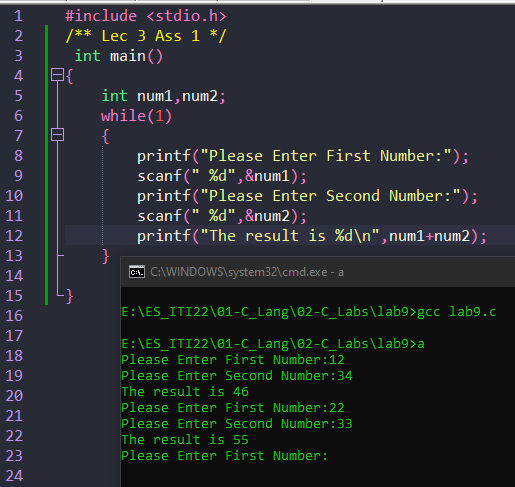 1 #include <stdio.h>
2 /** Lec 3 Ass 1 */
3 int main()
4 {
5 int num1,num2;
6 while(1)
7 {
8 printf("Please Enter First Number:");
9 scanf(" %d",&num1);
10 printf("Please Enter Second Number:");
11 scanf(" %d",&num2);
12 printf("The result is %d\n",num1+num2);
13 }
14
15 }
16
17
18
19
20
21
22
23
24
C:\WINDOWS\system32\cmd.exe - a
E:\ES_ITI22\01-C_Lang\02-C_Labs\lab9>gcc lab9.c
E:\ES_ITI22\01-C_Lang\02-C_Labs\lab9>a
Please Enter First Number:12
Please Enter Second Number:34
The result is 46
Please Enter First Number:22
Please Enter Second Number:33
The result is 55
Please Enter First Number: